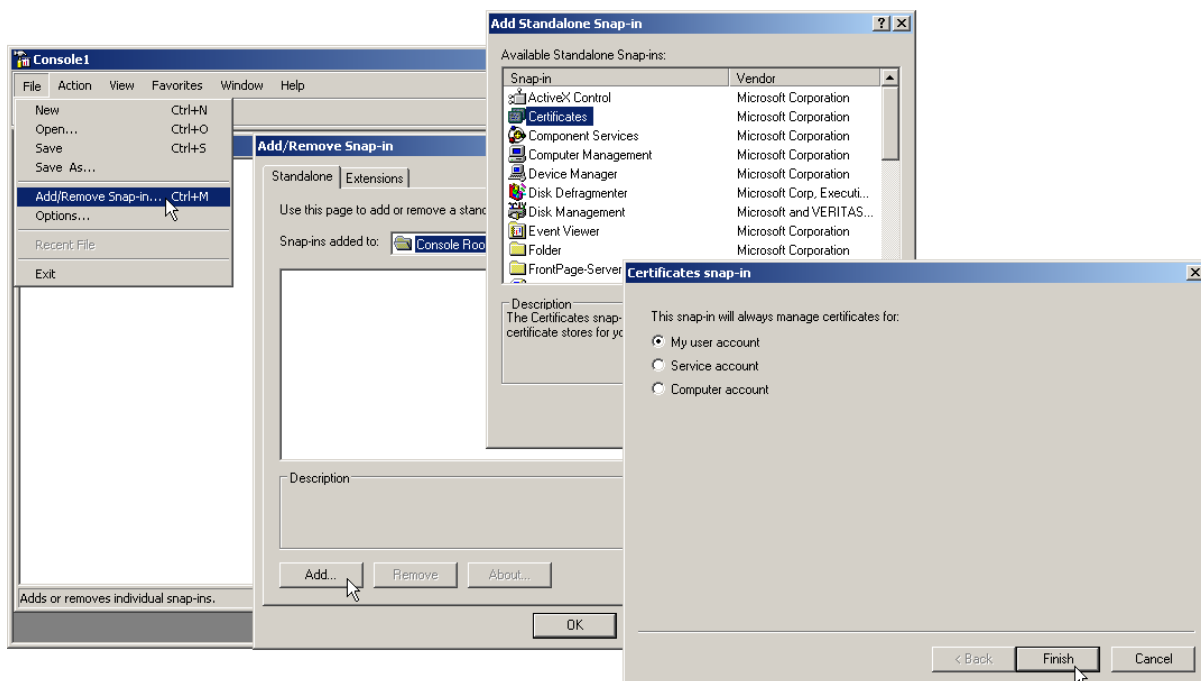 Console1
File Action View Favorites Window Help
New Ctrl+N
Open... Ctrl+O
Save Ctrl+S
Save As...
Add/Remove Snap-in... Ctrl+M
Options...
Recent File
Exit
Adds or removes individual snap-ins.
Add/Remove Snap-in
Standalone Extensions
Use this page to add or remove a stand
Snap-ins added to: Console Roo
Description
Add... Remove About...
OK
Add Standalone Snap-in
Available Standalone Snap-ins:
Snap-in Vendor
ActiveX Control Microsoft Corporation
Certificates Microsoft Corporation
Component Services Microsoft Corporation
Computer Management Microsoft Corporation
Device Manager Microsoft Corporation
Disk Defragmenter Microsoft Corp, Executi...
Disk Management Microsoft and VERITAS...
Event Viewer Microsoft Corporation
Folder Microsoft Corporation
FrontPage-Server
Description
The Certificates snap-
certificate stores for yo
Certificates snap-in
This snap-in will always manage certificates for:
My user account
Service account
Computer account
< Back Finish Cancel